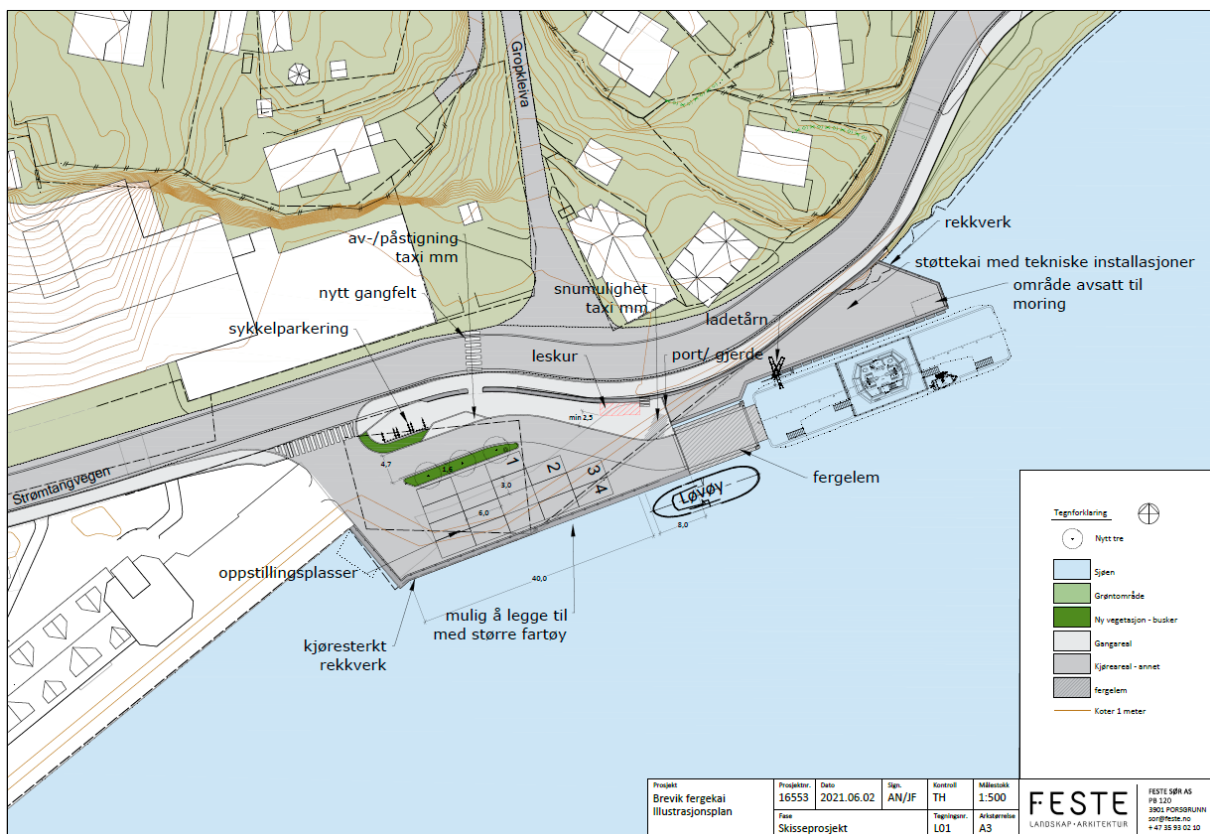 Gropkleiva
av-/påstigning
taxi mm
nytt gangfelt
sykkelparkering
snumulighet
taxi mm
leskur
port/ gjerde
ladetårn
rekkverk
støttekai med tekniske installasjoner
område avsatt til
moring
min 2,5
4,7
1,8
1
2
3
4
3,0
6,0
Strømtangvegen
Løvøy
8,0
fergelem
oppstillingsplasser
40,0
mulig å legge til
med større fartøy
kjøresterkt
rekkverk
Tegnforklaring
Nytt tre
Sjøen
Grøntområde
Ny vegetasjon - busker
Gangareal
Kjøreareal - annet
fergelem
Koter 1 meter
Prosjekt
Brevik fergekai
Illustrasjonsplan
Prosjektnr.
16553
Dato
2021.06.02
Sign.
AN/JF
Kontroll
TH
Målestokk
1:500
Fase
Skisseprosjekt
Tegningsnr.
L01
Arkstørrelse
A3
FESTE
LANDSKAP·ARKITEKTUR
FESTE SØR AS
PB 120
3901 PORSGRUNN
sor@feste.no
+ 47 35 93 02 10